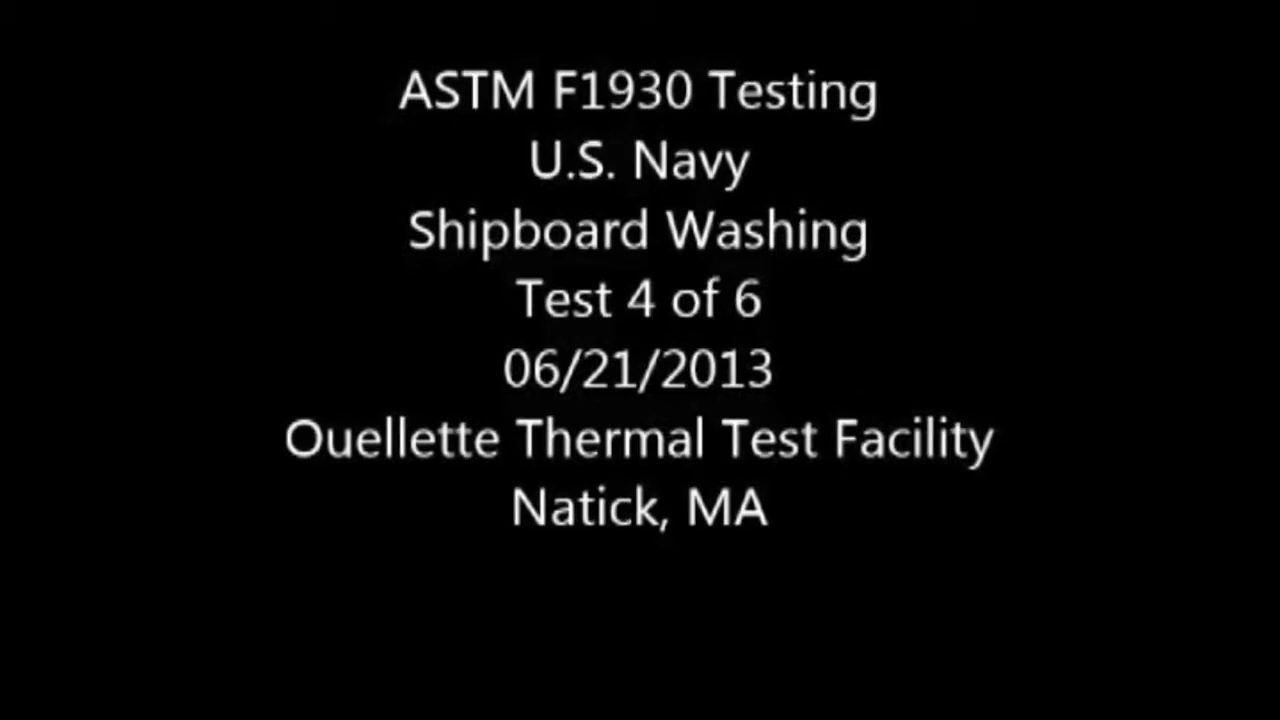 ASTM F1930 Testing
U.S. Navy
Shipboard Washing
Test 4 of 6
06/21/2013
Ouellette Thermal Test Facility
Natick, MA